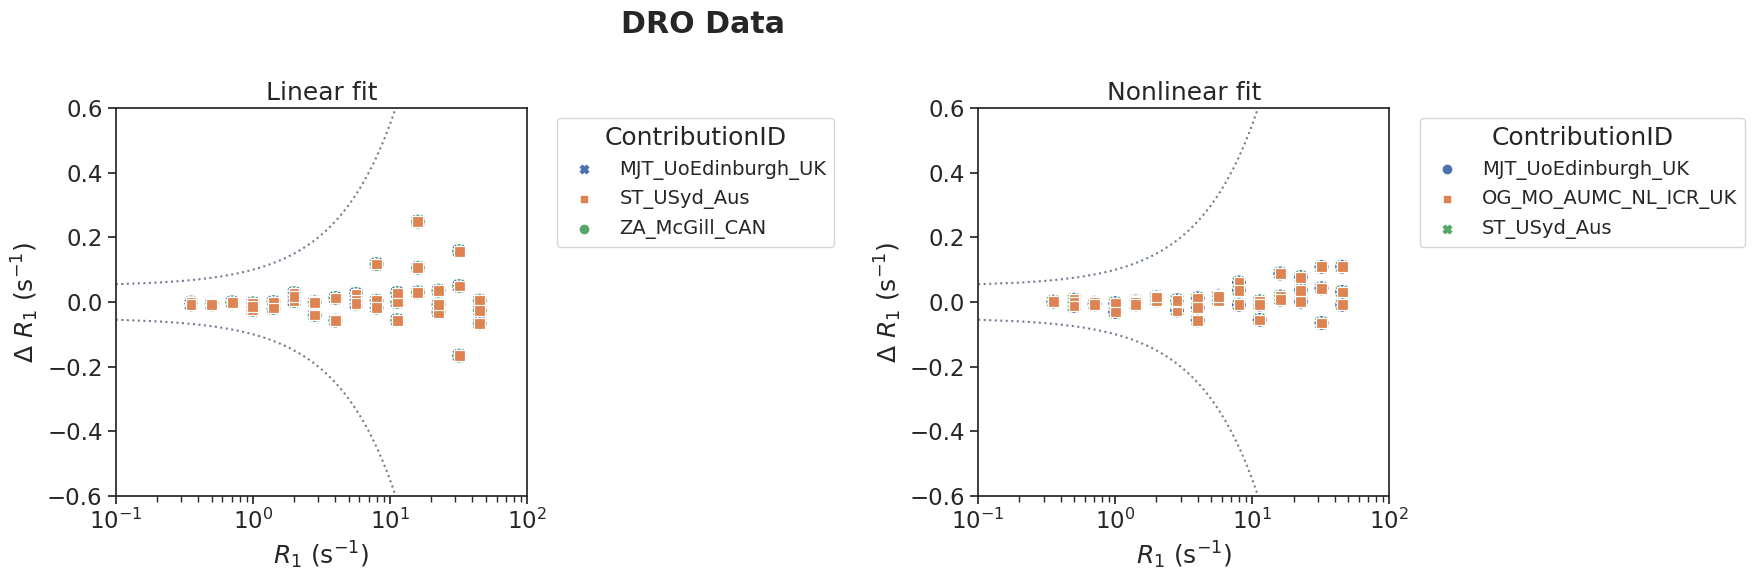 DRO Data
Linear fit
0.6
0.4
0.2
0.0
−0.2
−0.4
−0.6
Δ R₁ (s⁻¹)
10⁻¹ 10⁰ 10¹ 10²
R₁ (s⁻¹)
ContributionID
MJT_UoEdinburgh_UK
ST_USyd_Aus
ZA_McGill_CAN
Nonlinear fit
0.6
0.4
0.2
0.0
−0.2
−0.4
−0.6
Δ R₁ (s⁻¹)
10⁻¹ 10⁰ 10¹ 10²
R₁ (s⁻¹)
ContributionID
MJT_UoEdinburgh_UK
OG_MO_AUMC_NL_ICR_UK
ST_USyd_Aus